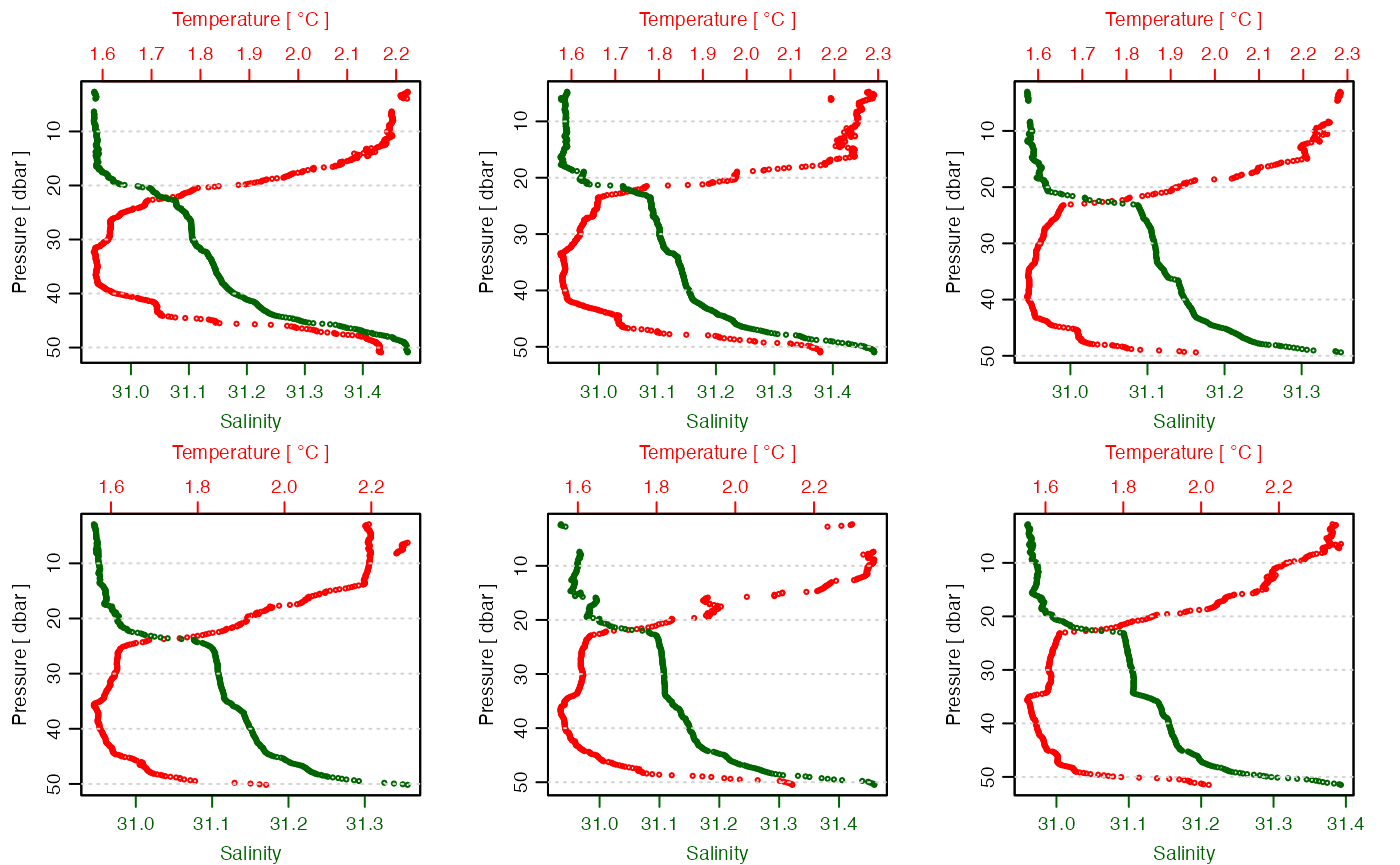 Temperature [ °C ]
1.6 1.7 1.8 1.9 2.0 2.1 2.2
Pressure [ dbar ]
10
20
30
40
50
31.0 31.1 31.2 31.3 31.4
Salinity
Temperature [ °C ]
1.6 1.7 1.8 1.9 2.0 2.1 2.2 2.3
Pressure [ dbar ]
10
20
30
40
50
31.0 31.1 31.2 31.3 31.4
Salinity
Temperature [ °C ]
1.6 1.7 1.8 1.9 2.0 2.1 2.2 2.3
Pressure [ dbar ]
10
20
30
40
50
31.0 31.1 31.2 31.3
Salinity
Temperature [ °C ]
1.6 1.8 2.0 2.2
Pressure [ dbar ]
10
20
30
40
50
31.0 31.1 31.2 31.3
Salinity
Temperature [ °C ]
1.6 1.8 2.0 2.2
Pressure [ dbar ]
10
20
30
40
50
31.0 31.1 31.2 31.3 31.4
Salinity
Temperature [ °C ]
1.6 1.8 2.0 2.2
Pressure [ dbar ]
10
20
30
40
50
31.0 31.1 31.2 31.3 31.4
Salinity